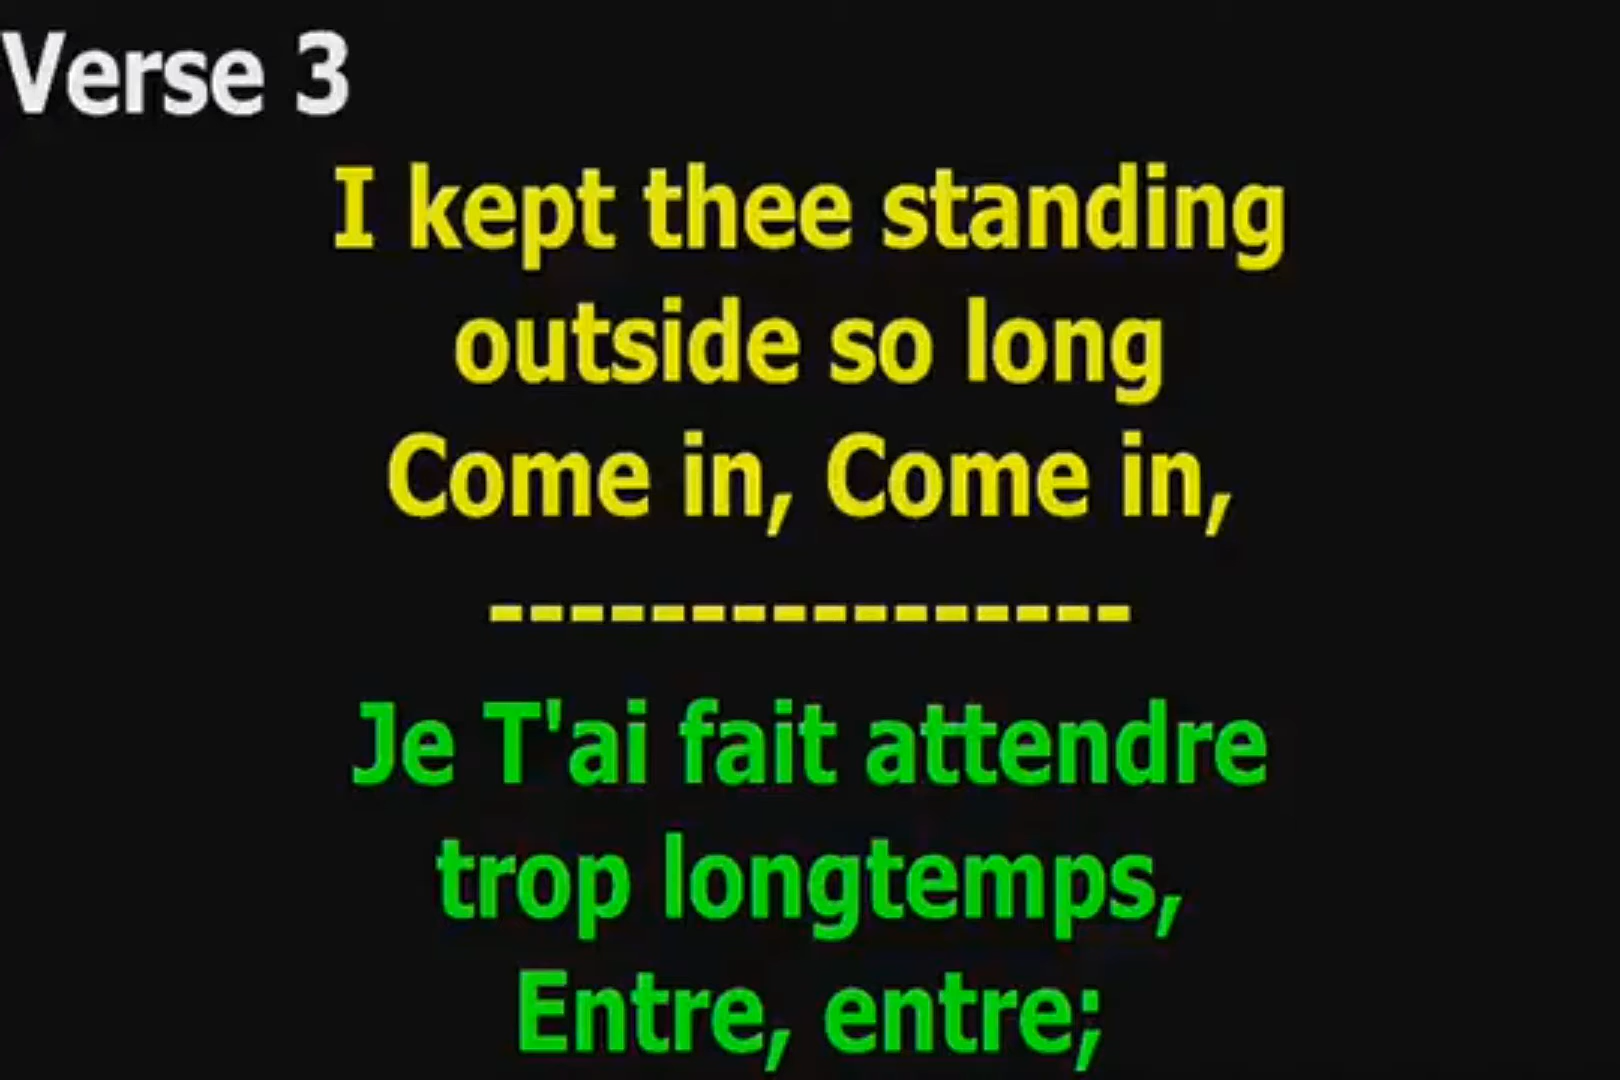 Verse 3
I kept thee standing
outside so long
Come in, Come in,
----------------
Je T'ai fait attendre
trop longtemps,
Entre, entre;